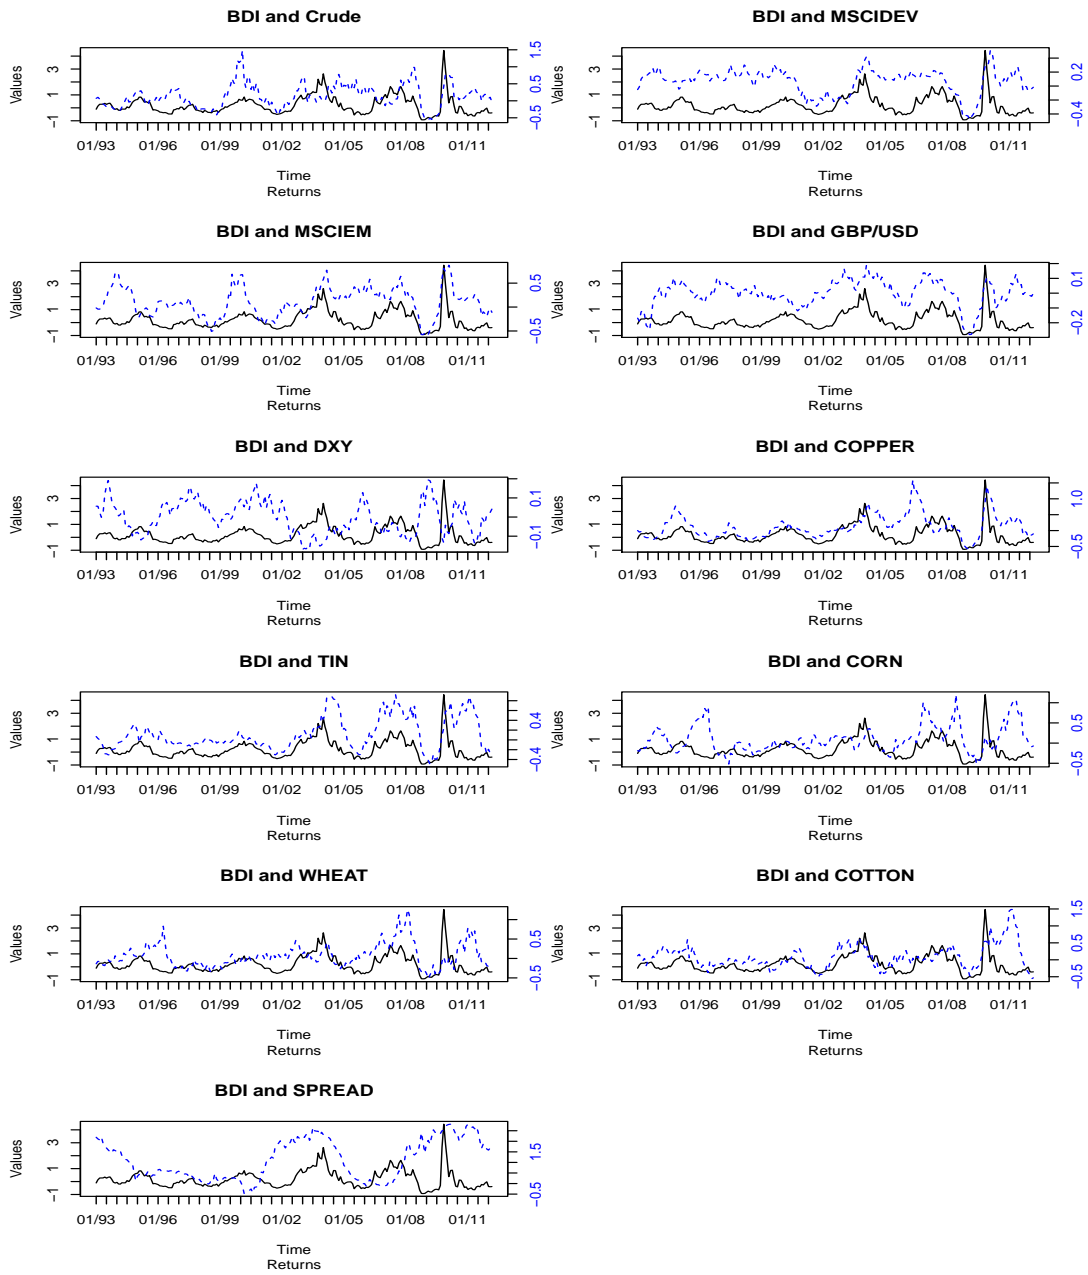 BDI and Crude
Values
3
1
−1
1.5
0.5
−0.5
01/93 01/96 01/99 01/02 01/05 01/08 01/11
Time
Returns
BDI and MSCIDEV
Values
3
1
−1
0.2
−0.4
01/93 01/96 01/99 01/02 01/05 01/08 01/11
Time
Returns
BDI and MSCIEM
Values
3
1
−1
0.5
−0.5
01/93 01/96 01/99 01/02 01/05 01/08 01/11
Time
Returns
BDI and GBP/USD
Values
3
1
−1
0.1
−0.2
01/93 01/96 01/99 01/02 01/05 01/08 01/11
Time
Returns
BDI and DXY
Values
3
1
−1
0.1
−0.1
01/93 01/96 01/99 01/02 01/05 01/08 01/11
Time
Returns
BDI and COPPER
Values
3
1
−1
1.0
−0.5
01/93 01/96 01/99 01/02 01/05 01/08 01/11
Time
Returns
BDI and TIN
Values
3
1
−1
0.4
−0.4
01/93 01/96 01/99 01/02 01/05 01/08 01/11
Time
Returns
BDI and CORN
Values
3
1
−1
0.5
−0.5
01/93 01/96 01/99 01/02 01/05 01/08 01/11
Time
Returns
BDI and WHEAT
Values
3
1
−1
0.5
−0.5
01/93 01/96 01/99 01/02 01/05 01/08 01/11
Time
Returns
BDI and COTTON
Values
3
1
−1
1.5
0.5
−0.5
01/93 01/96 01/99 01/02 01/05 01/08 01/11
Time
Returns
BDI and SPREAD
Values
3
1
−1
1.5
−0.5
01/93 01/96 01/99 01/02 01/05 01/08 01/11
Time
Returns